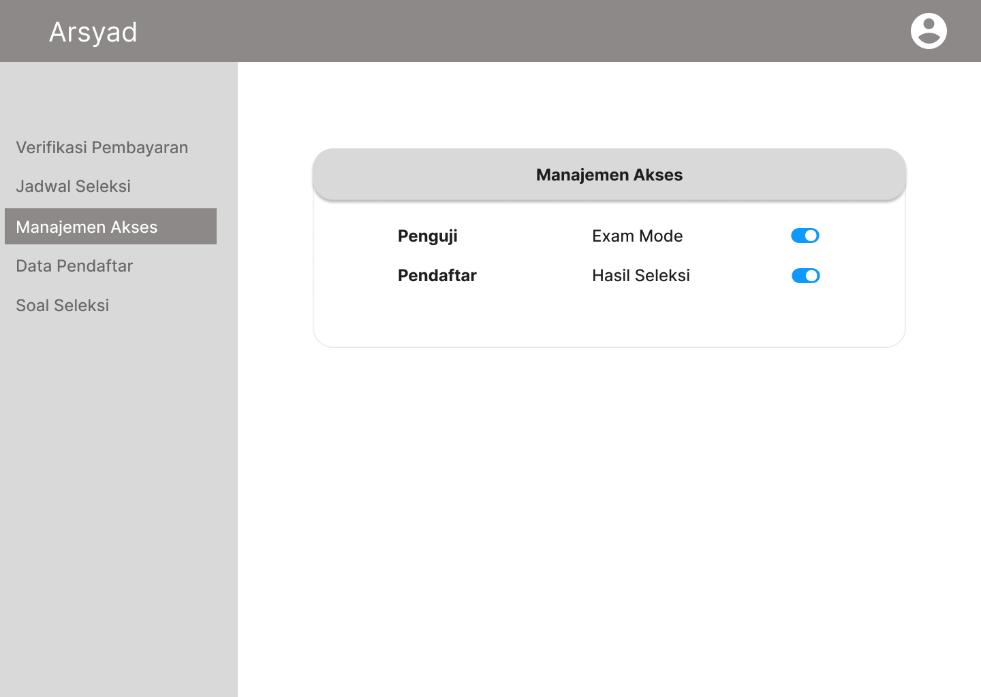 Arsyad
Verifikasi Pembayaran
Jadwal Seleksi
Manajemen Akses
Data Pendaftar
Soal Seleksi
Manajemen Akses
Penguji Exam Mode
Pendaftar Hasil Seleksi